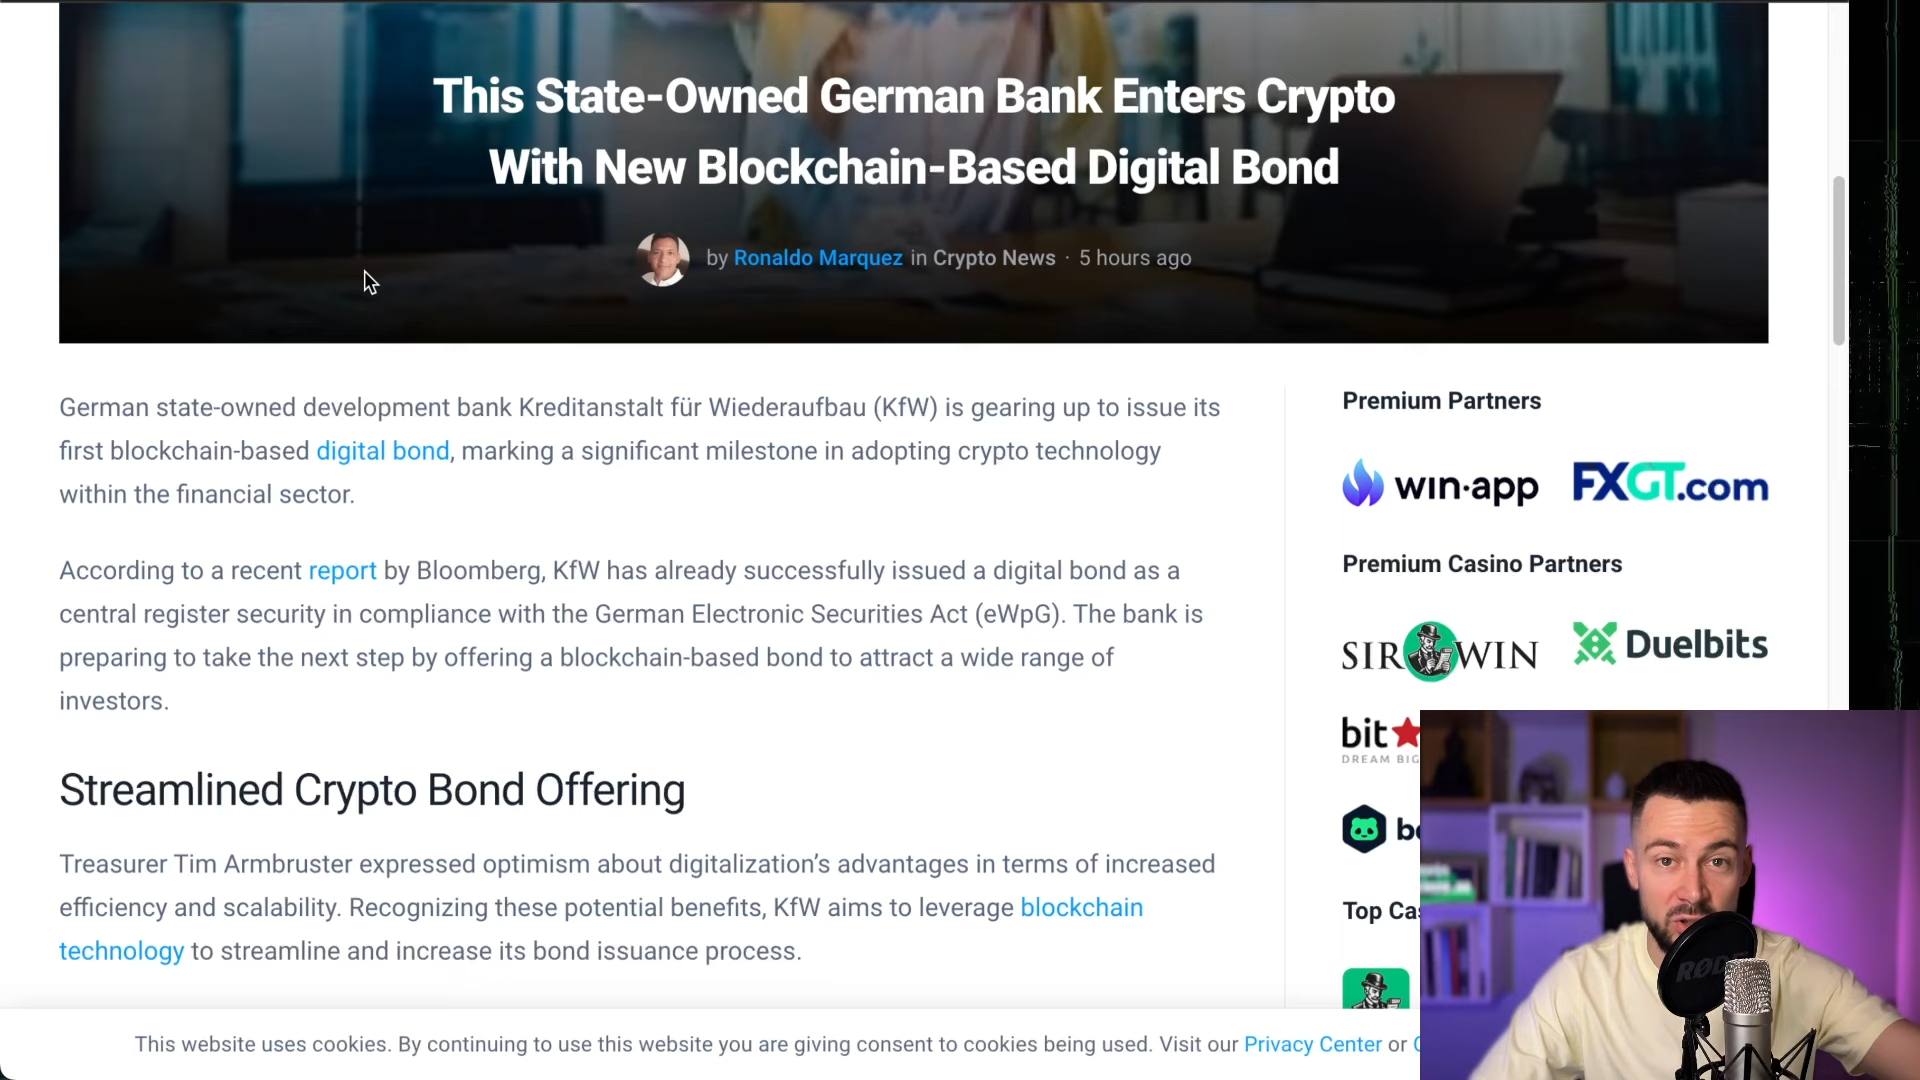 This State-Owned German Bank Enters Crypto
With New Blockchain-Based Digital Bond
by Ronaldo Marquez in Crypto News · 5 hours ago
German state-owned development bank Kreditanstalt für Wiederaufbau (KfW) is gearing up to issue its
first blockchain-based digital bond, marking a significant milestone in adopting crypto technology
within the financial sector.
According to a recent report by Bloomberg, KfW has already successfully issued a digital bond as a
central register security in compliance with the German Electronic Securities Act (eWpG). The bank is
preparing to take the next step by offering a blockchain-based bond to attract a wide range of
investors.
Streamlined Crypto Bond Offering
Treasurer Tim Armbruster expressed optimism about digitalization’s advantages in terms of increased
efficiency and scalability. Recognizing these potential benefits, KfW aims to leverage blockchain
technology to streamline and increase its bond issuance process.
Premium Partners
win·app FXGT.com
Premium Casino Partners
SIR WIN Duelbits
bit
DREAM BIG
Top
RØDE
This website uses cookies. By continuing to use this website you are giving consent to cookies being used. Visit our Privacy Center or